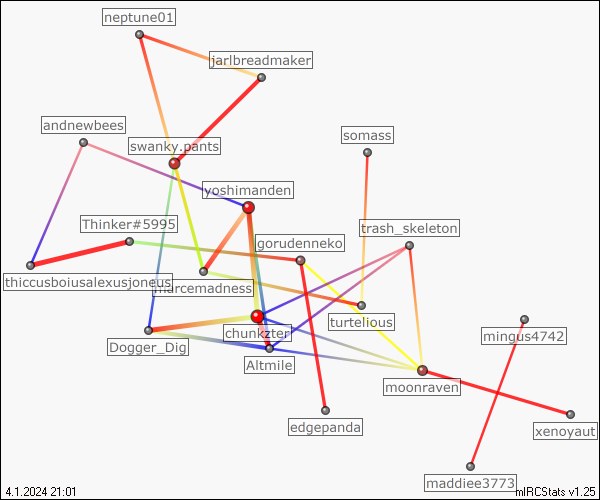 neptune01
jarlbreadmaker
andnewbees
somass
swanky.pants
yoshimanden
Thinker#5995
trash_skeleton
gorudenneko
thiccusboiusalexusjoneus
marcemadness
turtelious
chunkzter
mingus4742
Dogger_Dig
Altmile
moonraven
edgepanda
xenoyaut
maddiee3773
4.1.2024 21:01
mIRCStats v1.25